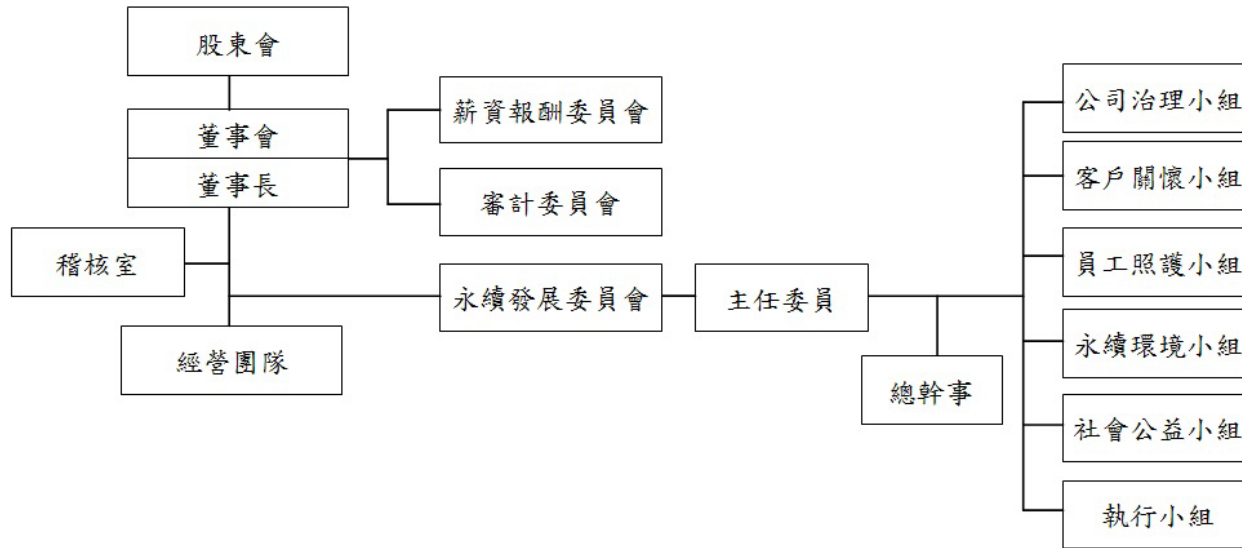 股東會
董事會
董事長
稽核室
經營團隊
薪資報酬委員會
審計委員會
永續發展委員會
主任委員
總幹事
公司治理小組
客戶關懷小組
員工照護小組
永續環境小組
社會公益小組
執行小組